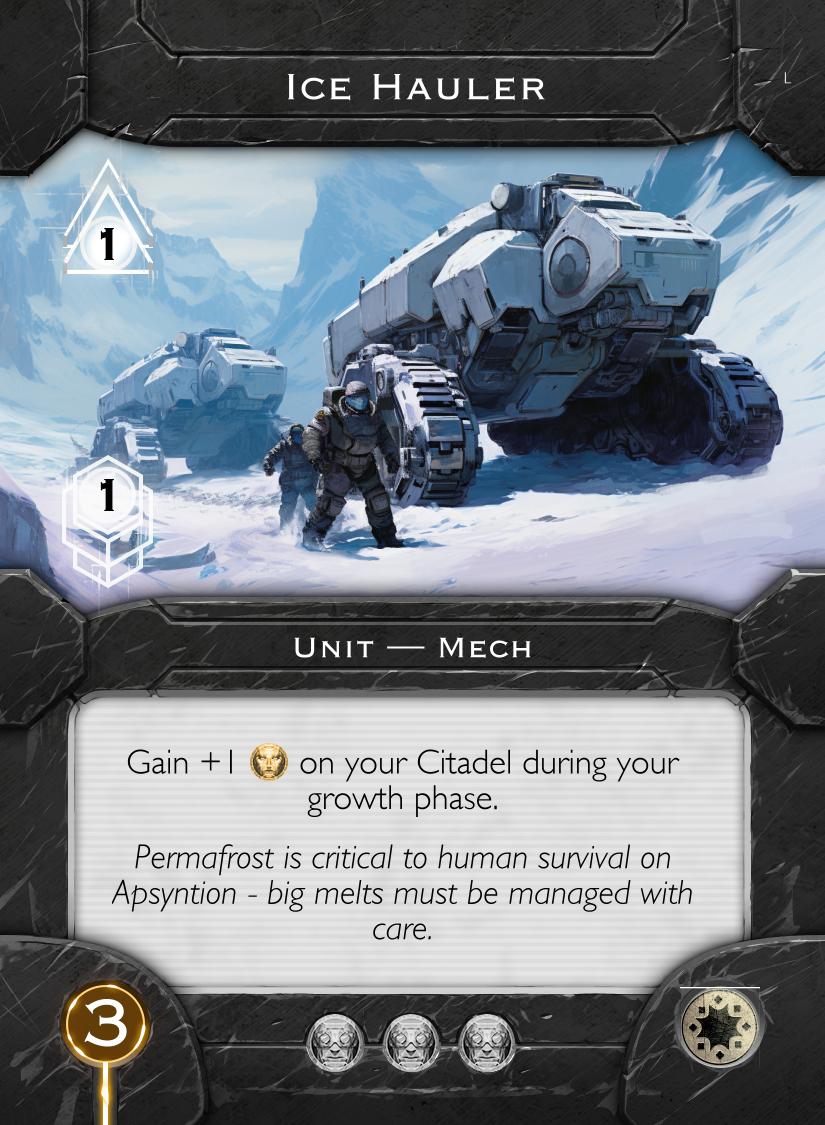 Ice Hauler
1
1
Unit — Mech
Gain +1 on your Citadel during your
growth phase.
Permafrost is critical to human survival on
Apsyntion - big melts must be managed with
care.
3